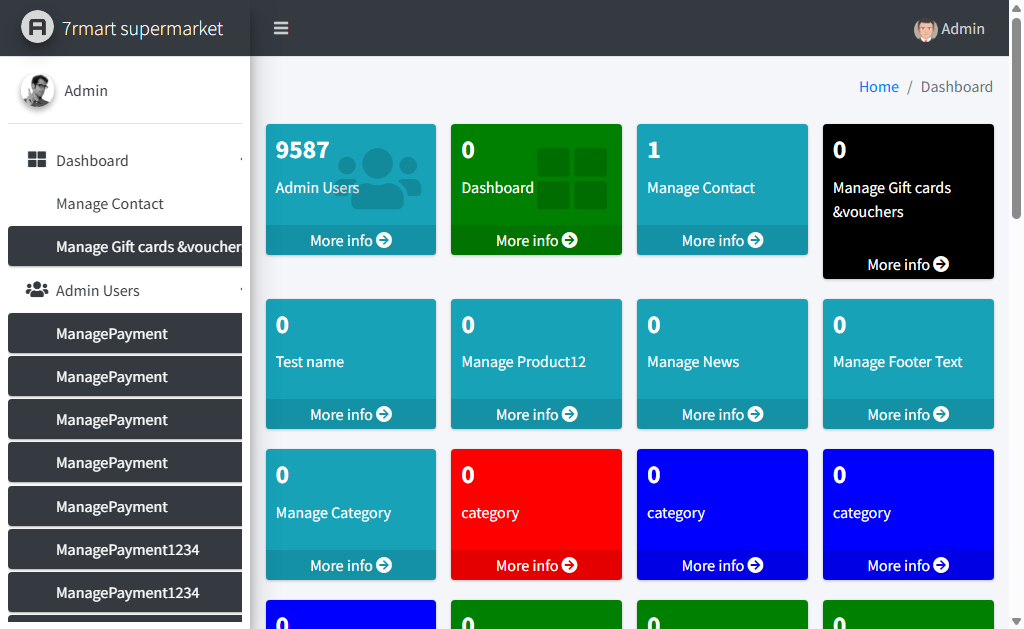 7rmart supermarket
Admin
Admin
Home / Dashboard
Dashboard
Manage Contact
Manage Gift cards &voucher
Admin Users
ManagePayment
ManagePayment
ManagePayment
ManagePayment
ManagePayment
ManagePayment1234
ManagePayment1234
9587
Admin Users
More info
0
Dashboard
More info
1
Manage Contact
More info
0
Manage Gift cards
&vouchers
More info
0
Test name
More info
0
Manage Product12
More info
0
Manage News
More info
0
Manage Footer Text
More info
0
Manage Category
More info
0
category
More info
0
category
More info
0
category
More info
0
0
0
0